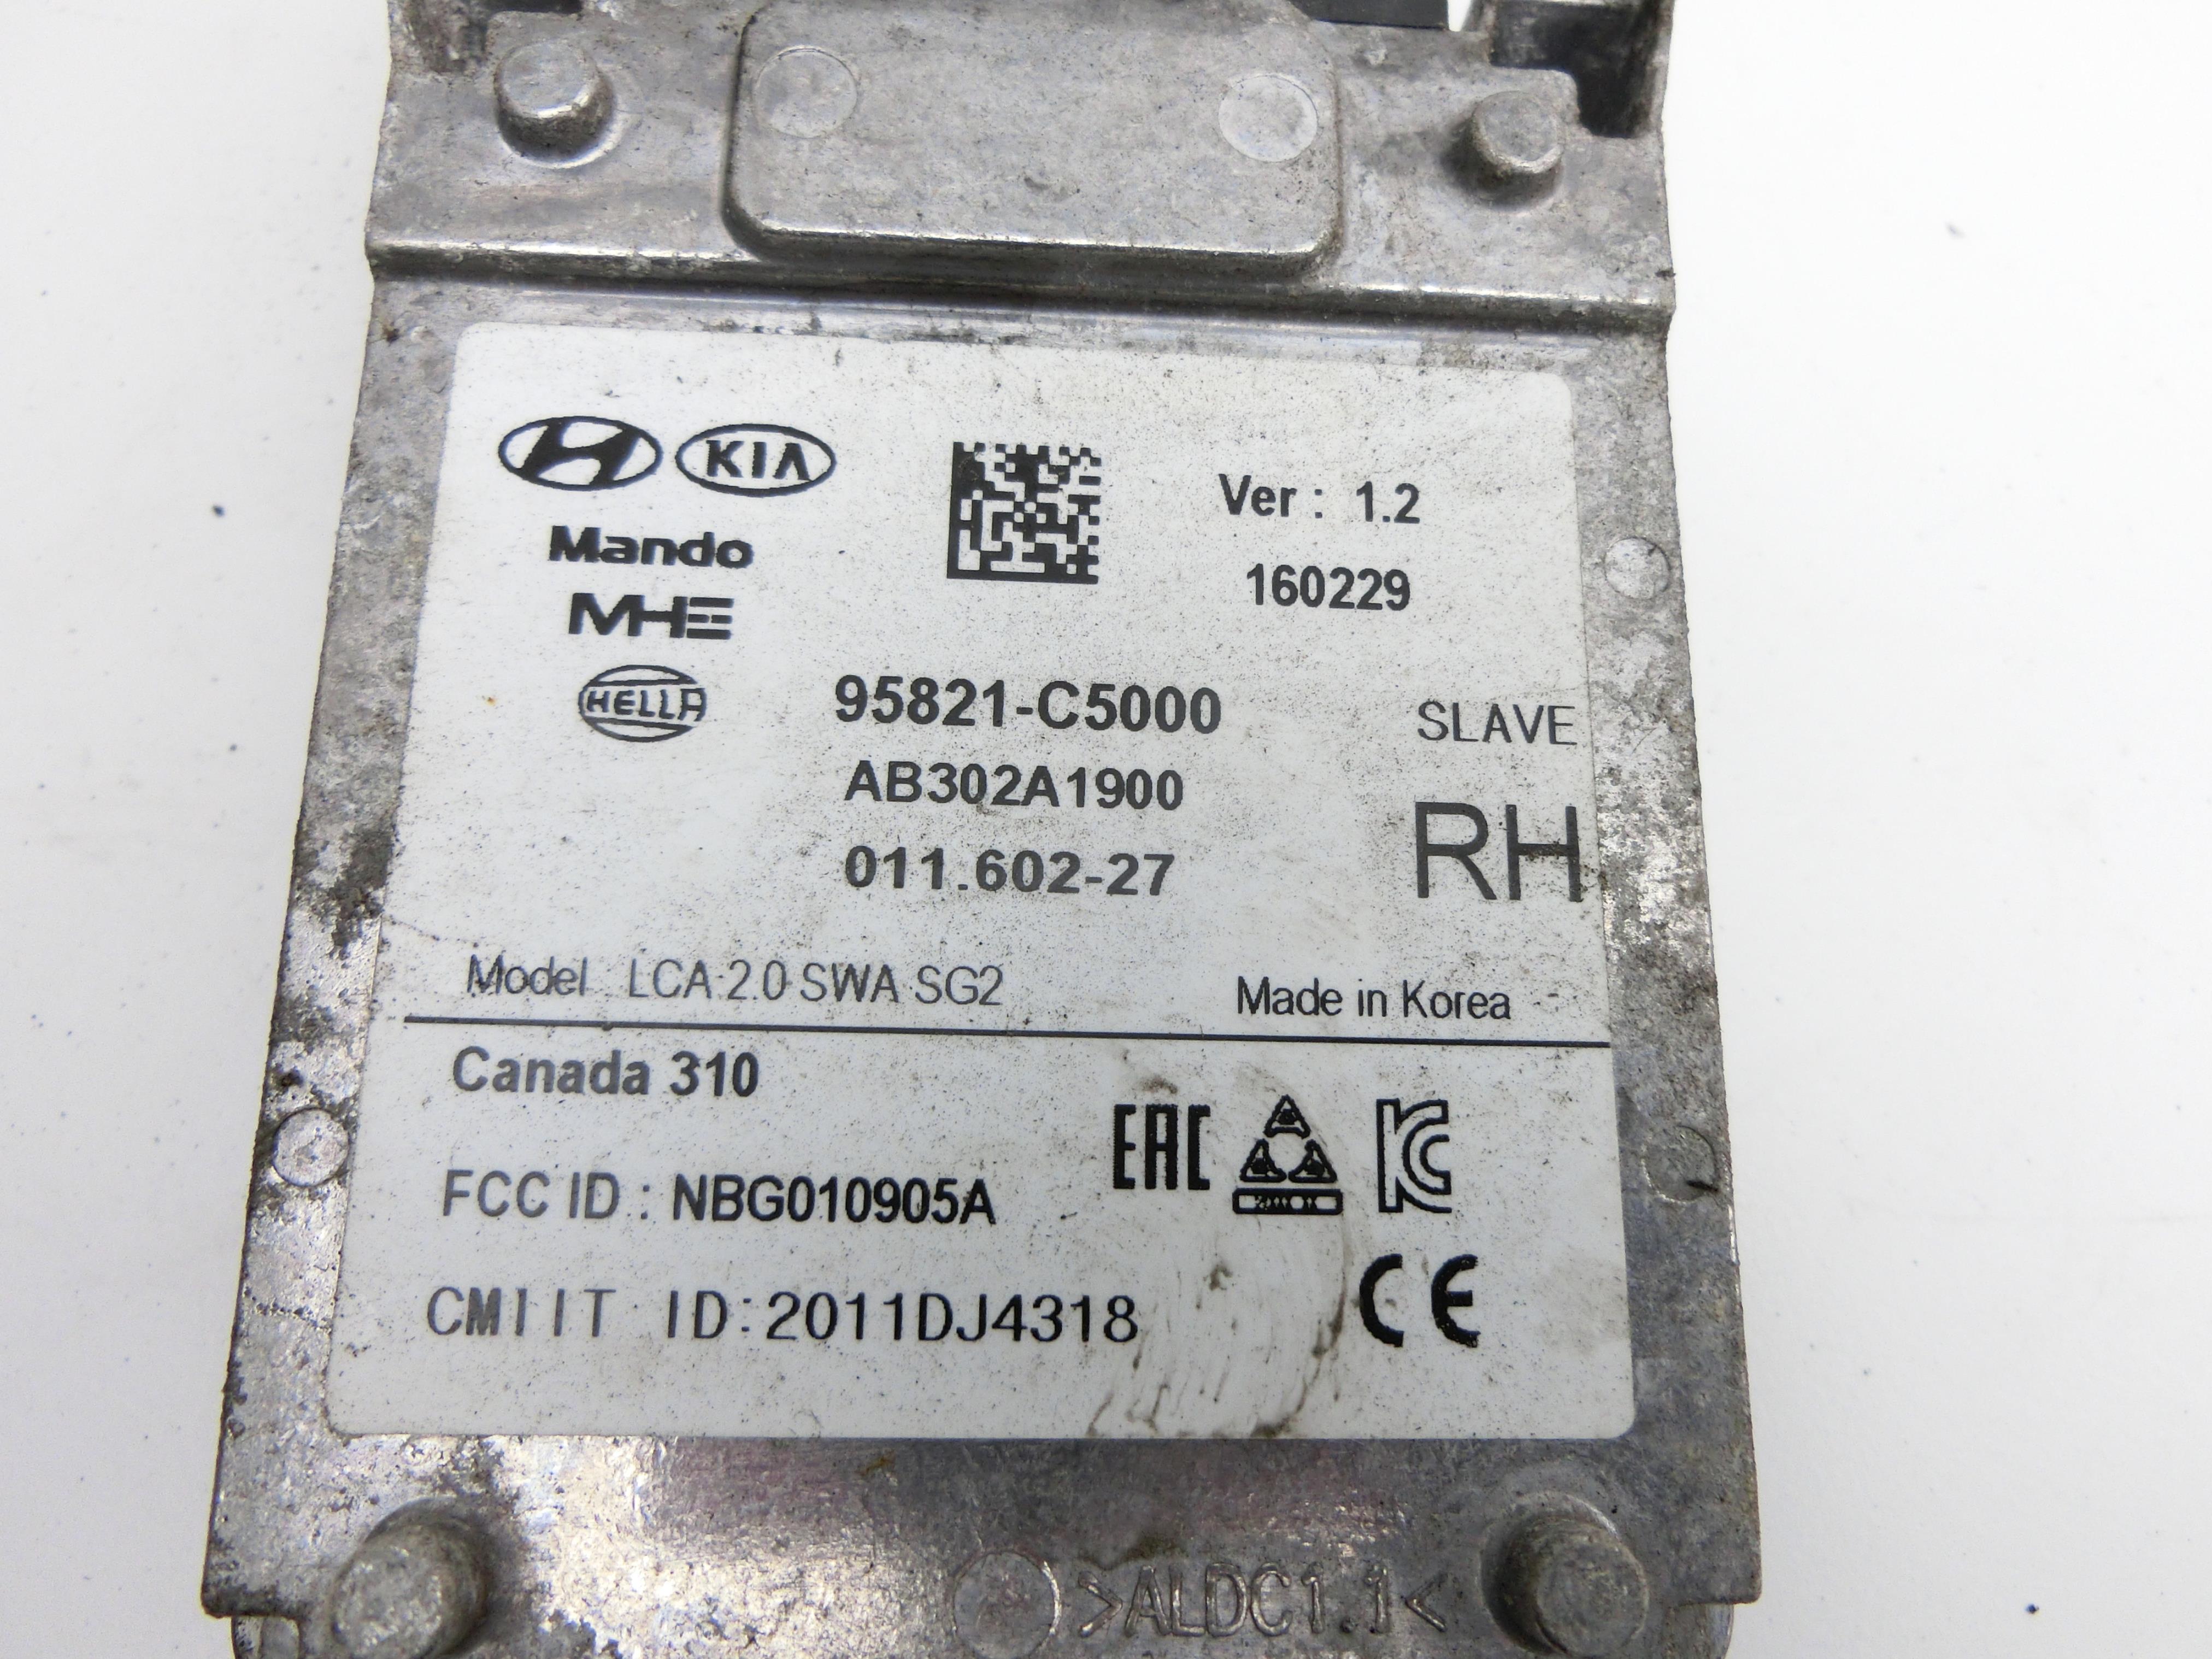 KIA
Mando
MHE
HELLA
Ver : 1.2
160229
95821-C5000
SLAVE
AB302A1900
RH
011.602-27
Model : LCA 2.0 SWA SG2
Made in Korea
Canada 310
EAC
KC
FCC ID : NBG010905A
CE
CMIIT ID:2011DJ4318
>ALDC1.1<